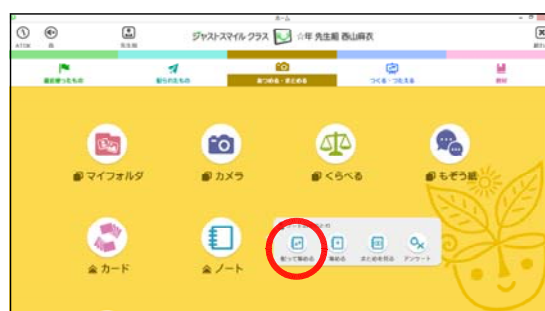 ホーム
ATOK
先生用
ジャストスマイル クラス ☆年 先生組 西山麻衣
最近使ったもの
配られたもの
あつめる・まとめる
つくる・つたえる
教材
マイフォルダ
カメラ
くらべる
もぞう紙
カード
ノート
配って集める
集める
まとめを見る
アンケート